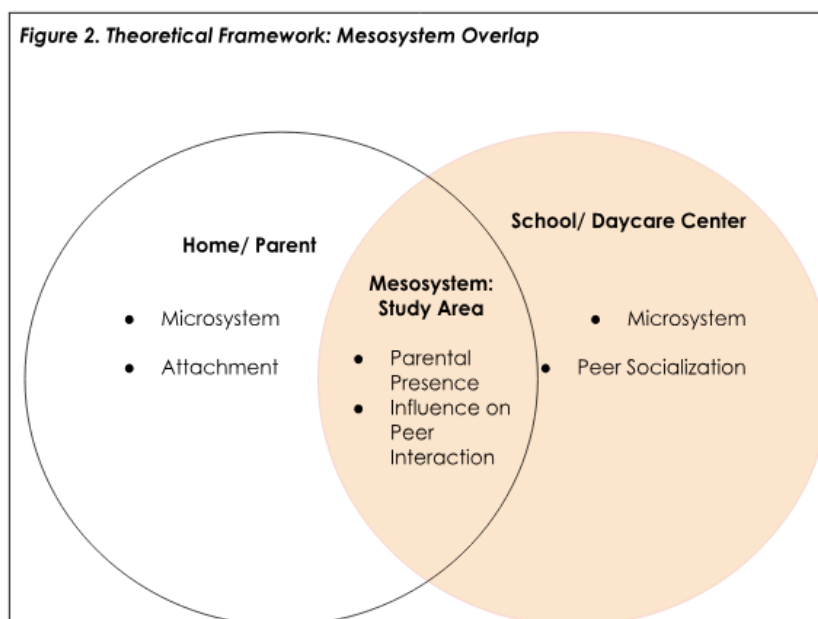 Figure 2. Theoretical Framework: Mesosystem Overlap
Home/ Parent
● Microsystem
● Attachment
Mesosystem:
Study Area
● Parental
Presence
● Influence on
Peer
Interaction
School/ Daycare Center
● Microsystem
● Peer Socialization